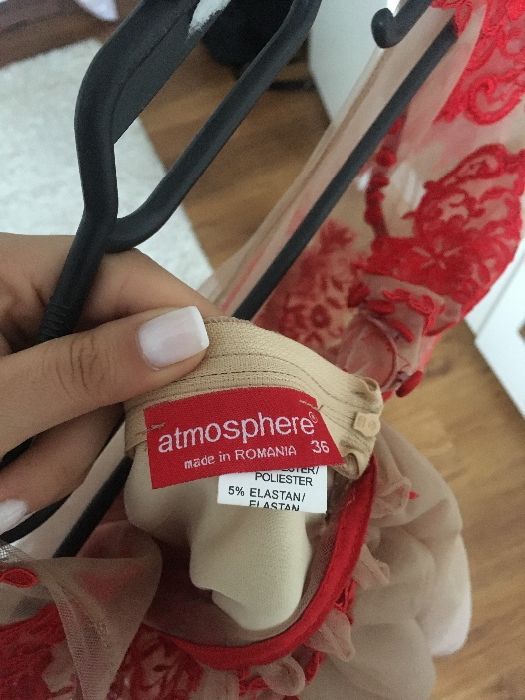 atmosphere®
made in ROMANIA 36
POLIESTER
5% ELASTAN/
ELASTAN